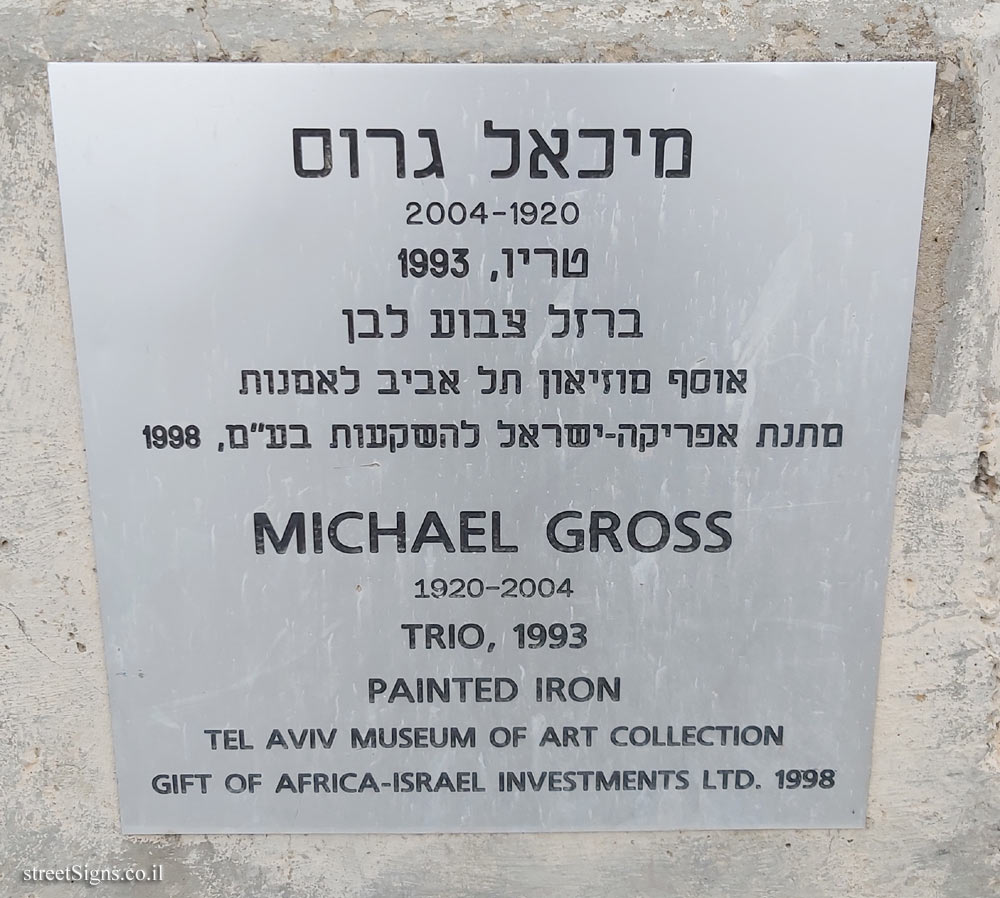 מיכאל גרוס
2004-1920
טריו, 1993
ברזל צבוע לבן
אוסף מוזיאון תל אביב לאמנות
מתנת אפריקה-ישראל להשקעות בע״מ, 1998
MICHAEL GROSS
1920-2004
TRIO, 1993
PAINTED IRON
TEL AVIV MUSEUM OF ART COLLECTION
GIFT OF AFRICA-ISRAEL INVESTMENTS LTD. 1998
streetSigns.co.il